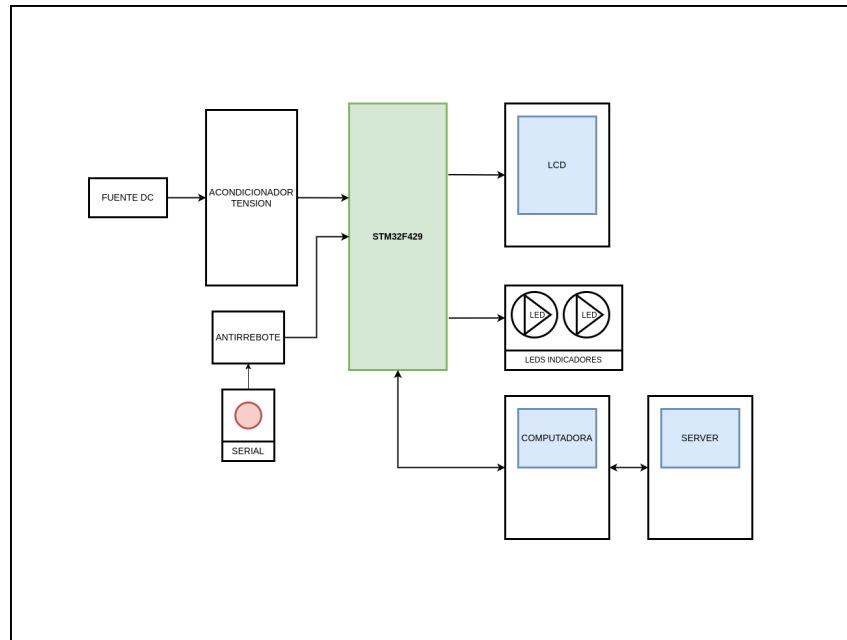 LCD
FUENTE DC
ACONDICIONADOR
TENSION
STM32F429
LED
LED
ANTIRREBOTE
LEDS INDICADORES
SERIAL
COMPUTADORA
SERVER